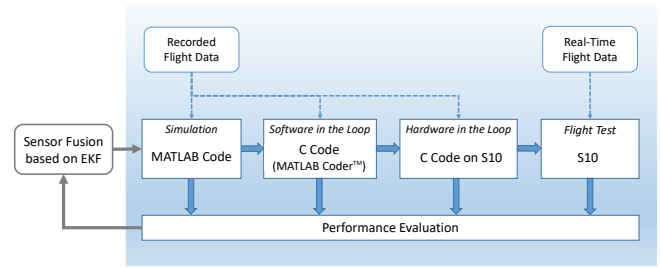 Recorded
Flight Data
Real-Time
Flight Data
Sensor Fusion
based on EKF
Simulation
MATLAB Code
Software in the Loop
C Code
(MATLAB Coder™)
Hardware in the Loop
C Code on S10
Flight Test
S10
Performance Evaluation